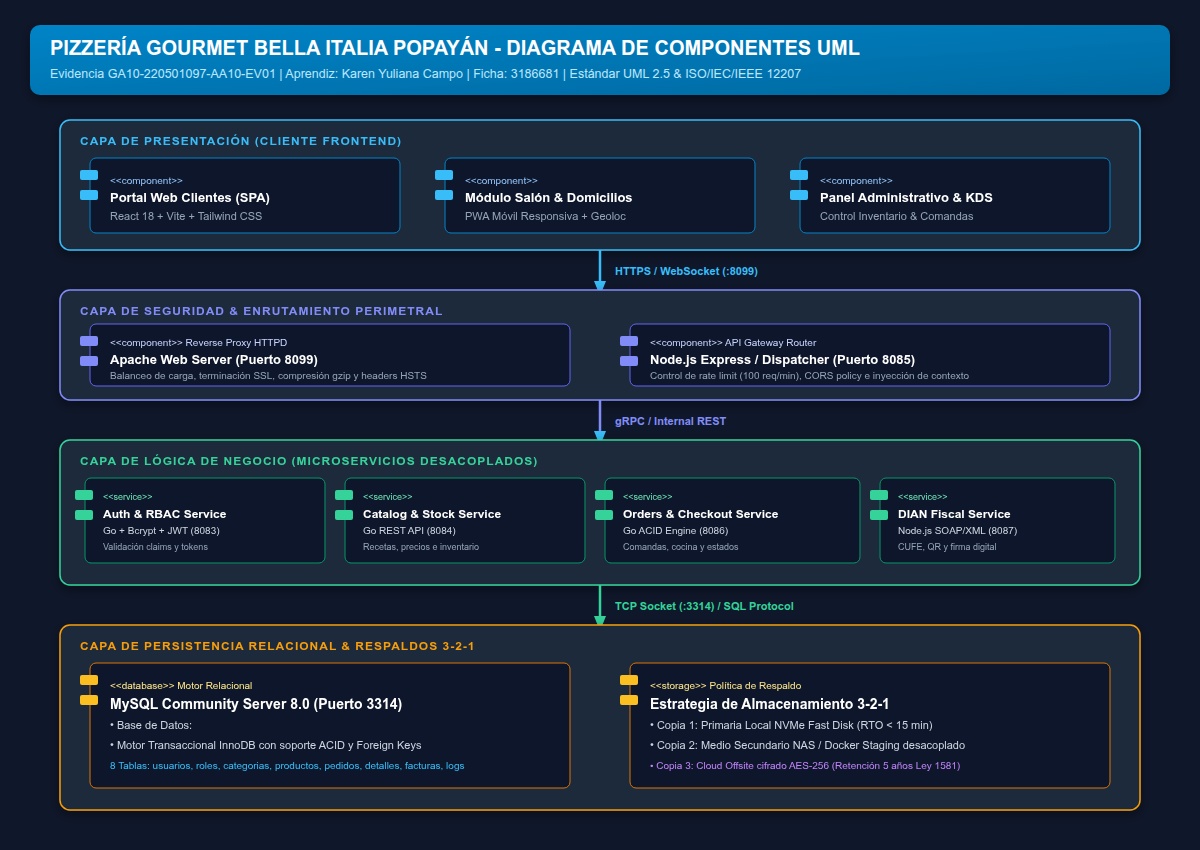 PIZZERÍA GOURMET BELLA ITALIA POPAYÁN - DIAGRAMA DE COMPONENTES UML
Evidencia GA10-220501097-AA10-EV01 | Aprendiz: Karen Yuliana Campo | Ficha: 3186681 | Estándar UML 2.5 & ISO/IEC/IEEE 12207
CAPA DE PRESENTACIÓN (CLIENTE FRONTEND)
<<component>>
Portal Web Clientes (SPA)
React 18 + Vite + Tailwind CSS
<<component>>
Módulo Salón & Domicilios
PWA Móvil Responsiva + Geoloc
<<component>>
Panel Administrativo & KDS
Control Inventario & Comandas
HTTPS / WebSocket (:8099)
CAPA DE SEGURIDAD & ENRUTAMIENTO PERIMETRAL
<<component>> Reverse Proxy HTTPD
Apache Web Server (Puerto 8099)
Balanceo de carga, terminación SSL, compresión gzip y headers HSTS
<<component>> API Gateway Router
Node.js Express / Dispatcher (Puerto 8085)
Control de rate limit (100 req/min), CORS policy e inyección de contexto
gRPC / Internal REST
CAPA DE LÓGICA DE NEGOCIO (MICROSERVICIOS DESACOPLADOS)
<<service>>
Auth & RBAC Service
Go + Bcrypt + JWT (8083)
Validación claims y tokens
<<service>>
Catalog & Stock Service
Go REST API (8084)
Recetas, precios e inventario
<<service>>
Orders & Checkout Service
Go ACID Engine (8086)
Comandas, cocina y estados
<<service>>
DIAN Fiscal Service
Node.js SOAP/XML (8087)
CUFE, QR y firma digital
TCP Socket (:3314) / SQL Protocol
CAPA DE PERSISTENCIA RELACIONAL & RESPALDOS 3-2-1
<<database>> Motor Relacional
MySQL Community Server 8.0 (Puerto 3314)
• Base de Datos:
• Motor Transaccional InnoDB con soporte ACID y Foreign Keys
8 Tablas: usuarios, roles, categorias, productos, pedidos, detalles, facturas, logs
<<storage>> Política de Respaldo
Estrategia de Almacenamiento 3-2-1
• Copia 1: Primaria Local NVMe Fast Disk (RTO < 15 min)
• Copia 2: Medio Secundario NAS / Docker Staging desacoplado
• Copia 3: Cloud Offsite cifrado AES-256 (Retención 5 años Ley 1581)